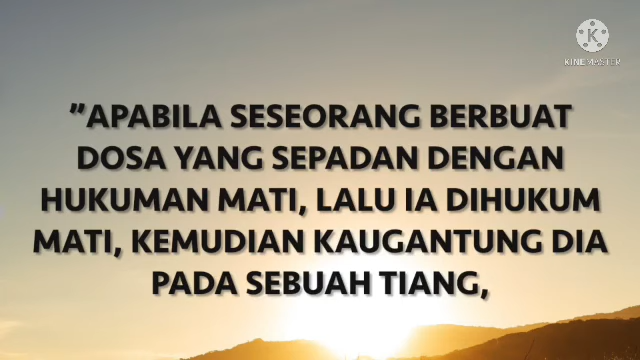 K
KINEMASTER
"APABILA SESEORANG BERBUAT
DOSA YANG SEPADAN DENGAN
HUKUMAN MATI, LALU IA DIHUKUM
MATI, KEMUDIAN KAUGANTUNG DIA
PADA SEBUAH TIANG,